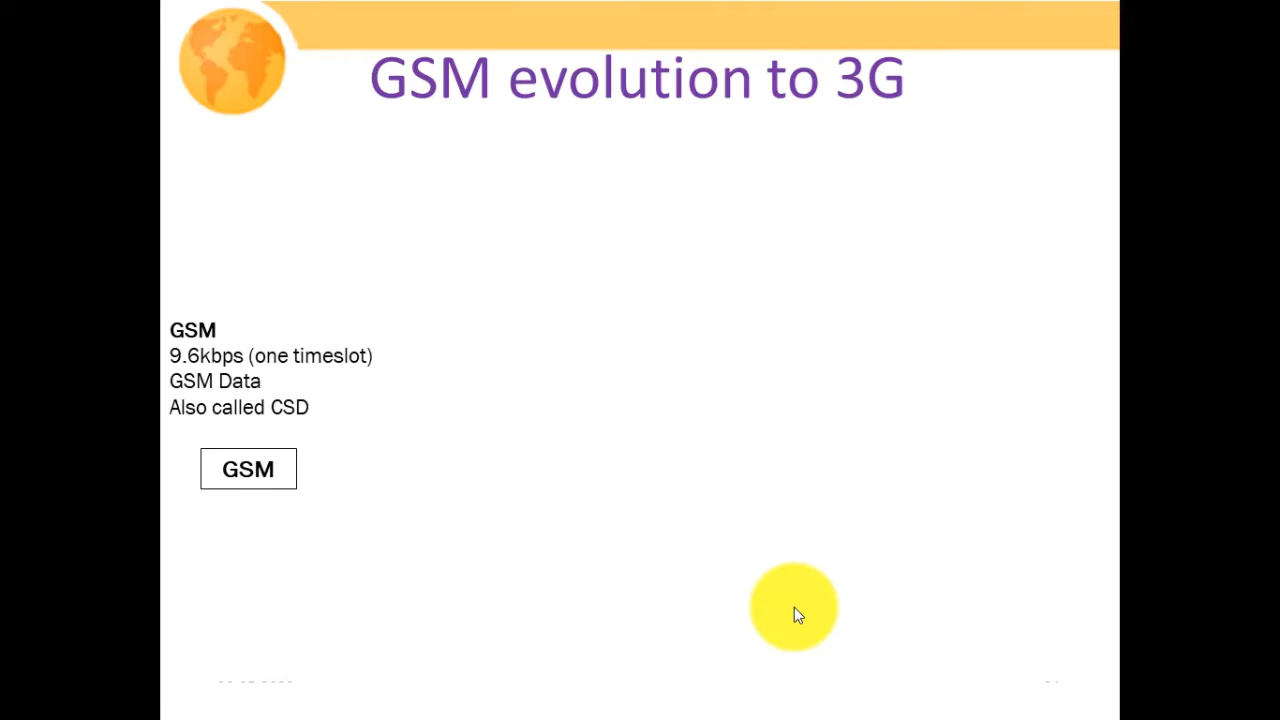 GSM evolution to 3G
GSM
9.6kbps (one timeslot)
GSM Data
Also called CSD
GSM